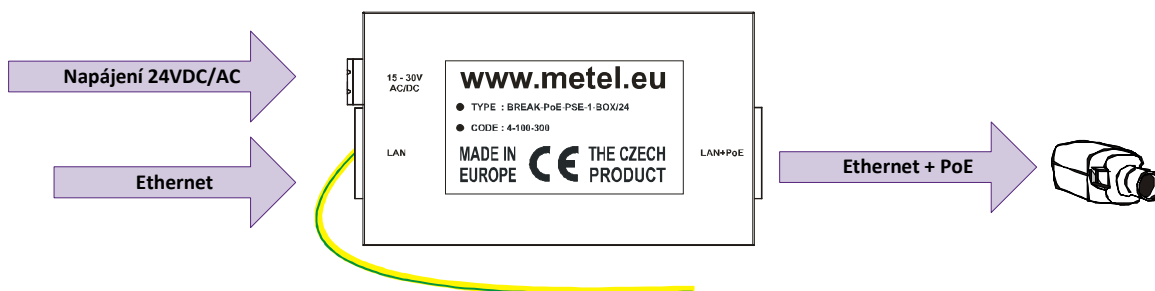 Napájení 24VDC/AC
Ethernet
15 - 30V
AC/DC
LAN
www.metel.eu
● TYPE : BREAK-PoE-PSE-1-BOX/24
● CODE : 4-100-300
MADE IN EUROPE CE THE CZECH PRODUCT
LAN+PoE
Ethernet + PoE